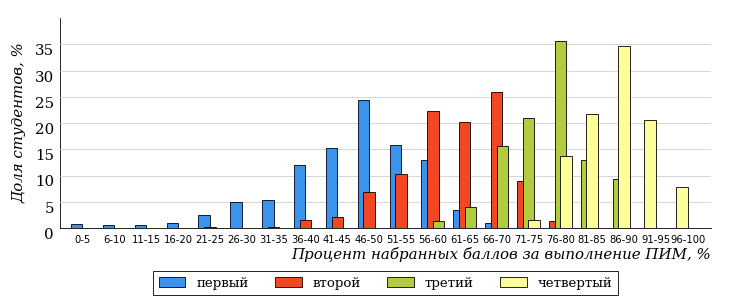 Доля студентов, %
35
30
25
20
15
10
5
0
0-5 6-10 11-15 16-20 21-25 26-30 31-35 36-40 41-45 46-50 51-55 56-60 61-65 66-70 71-75 76-80 81-85 86-90 91-95 96-100
Процент набранных баллов за выполнение ПИМ, %
первый второй третий четвертый